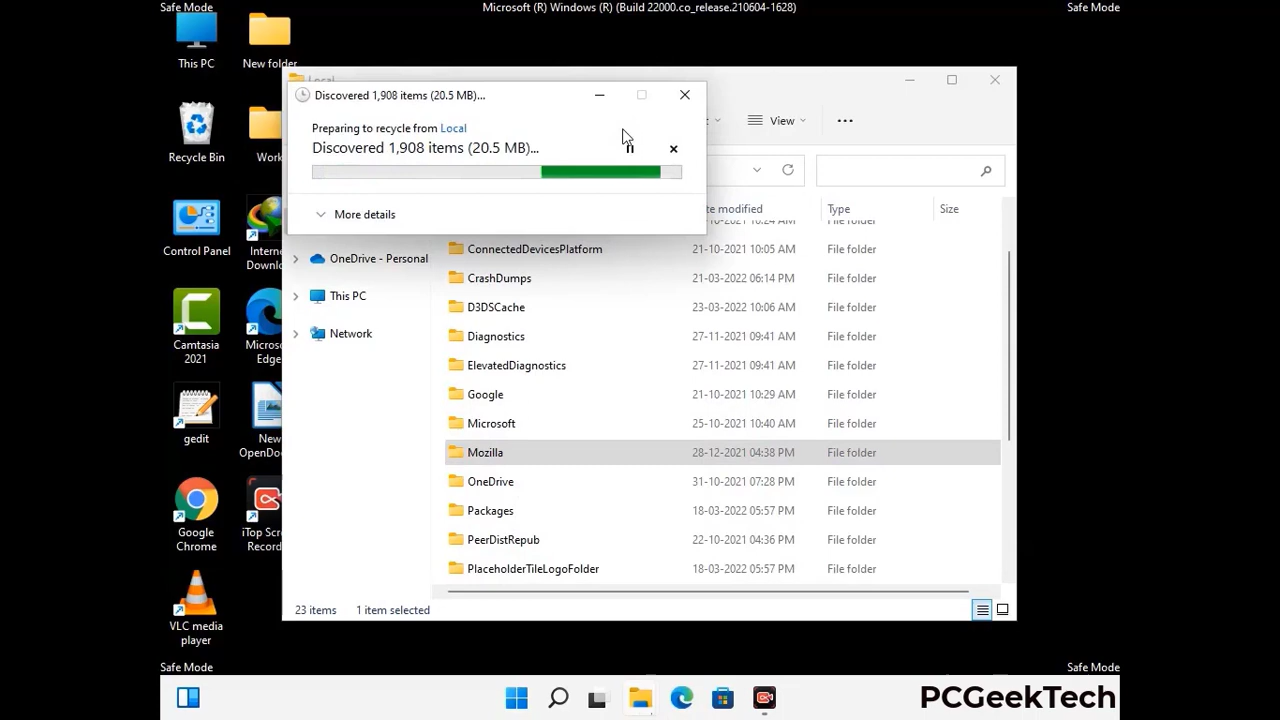 Safe Mode
Microsoft (R) Windows (R) (Build 22000.co_release.210604-1628)
Safe Mode
This PC
New folder
Recycle Bin
Work
Control Panel
Camtasia
2021
gedit
New
Google
Chrome
VLC media
player
Local
Discovered 1,908 items (20.5 MB)...
Preparing to recycle from Local
Discovered 1,908 items (20.5 MB)...
More details
View
Type
Size
OneDrive - Personal
This PC
Network
File folder
ConnectedDevicesPlatform 21-10-2021 10:05 AM File folder
CrashDumps 21-03-2022 06:14 PM File folder
D3DSCache 23-03-2022 10:06 AM File folder
Diagnostics 27-11-2021 09:41 AM File folder
ElevatedDiagnostics 27-11-2021 09:41 AM File folder
Google 21-10-2021 10:29 AM File folder
Microsoft 25-10-2021 10:40 AM File folder
Mozilla 28-12-2021 04:38 PM File folder
OneDrive 31-10-2021 07:28 PM File folder
Packages 18-03-2022 05:57 PM File folder
PeerDistRepub 22-10-2021 04:36 PM File folder
PlaceholderTileLogoFolder 18-03-2022 05:57 PM File folder
23 items 1 item selected
Safe Mode
Safe Mode
PCGeekTech